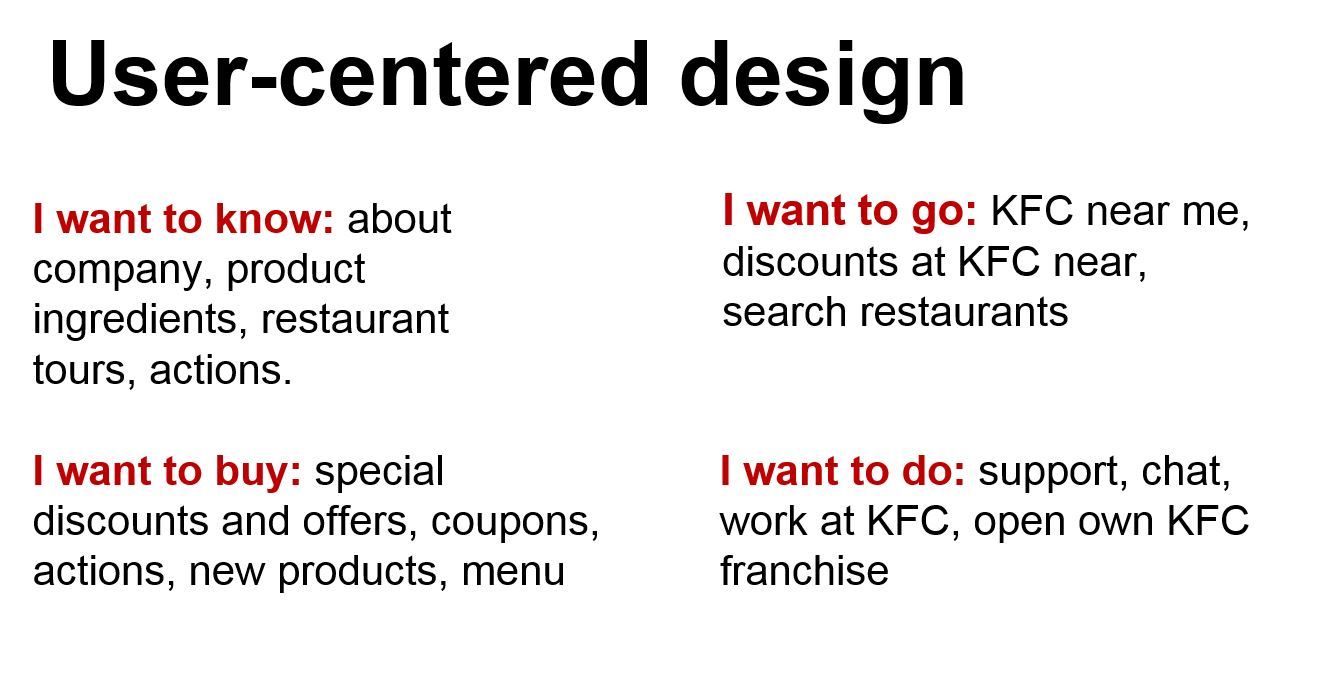 User-centered design
I want to know: about
company, product
ingredients, restaurant
tours, actions.
I want to go: KFC near me,
discounts at KFC near,
search restaurants
I want to buy: special
discounts and offers, coupons,
actions, new products, menu
I want to do: support, chat,
work at KFC, open own KFC
franchise